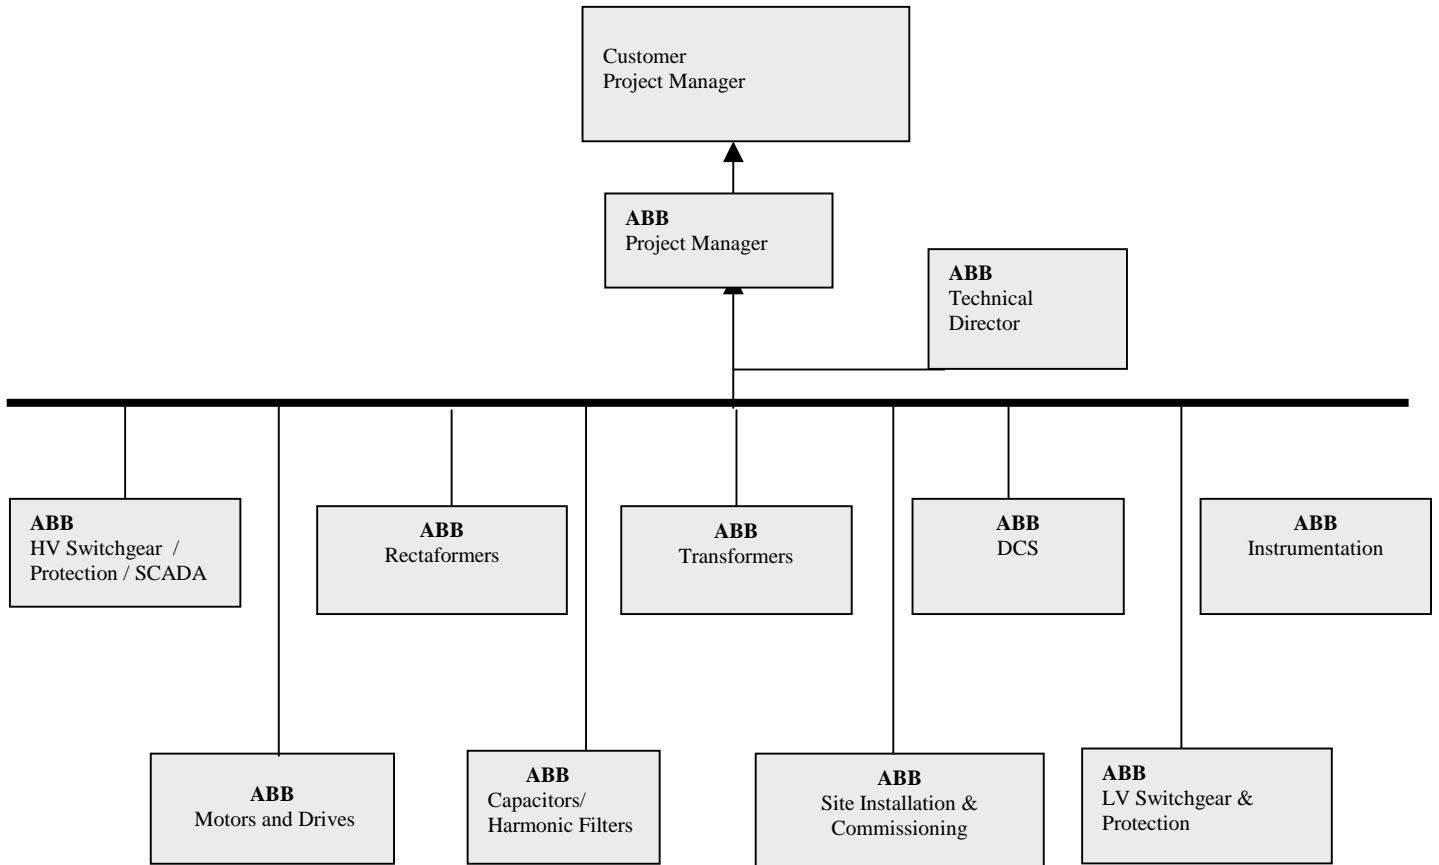 Customer
Project Manager
ABB
Project Manager
ABB
Technical
Director
ABB
HV Switchgear /
Protection / SCADA
ABB
Rectaformers
ABB
Transformers
ABB
DCS
ABB
Instrumentation
ABB
Motors and Drives
ABB
Capacitors/
Harmonic Filters
ABB
Site Installation &
Commissioning
ABB
LV Switchgear &
Protection